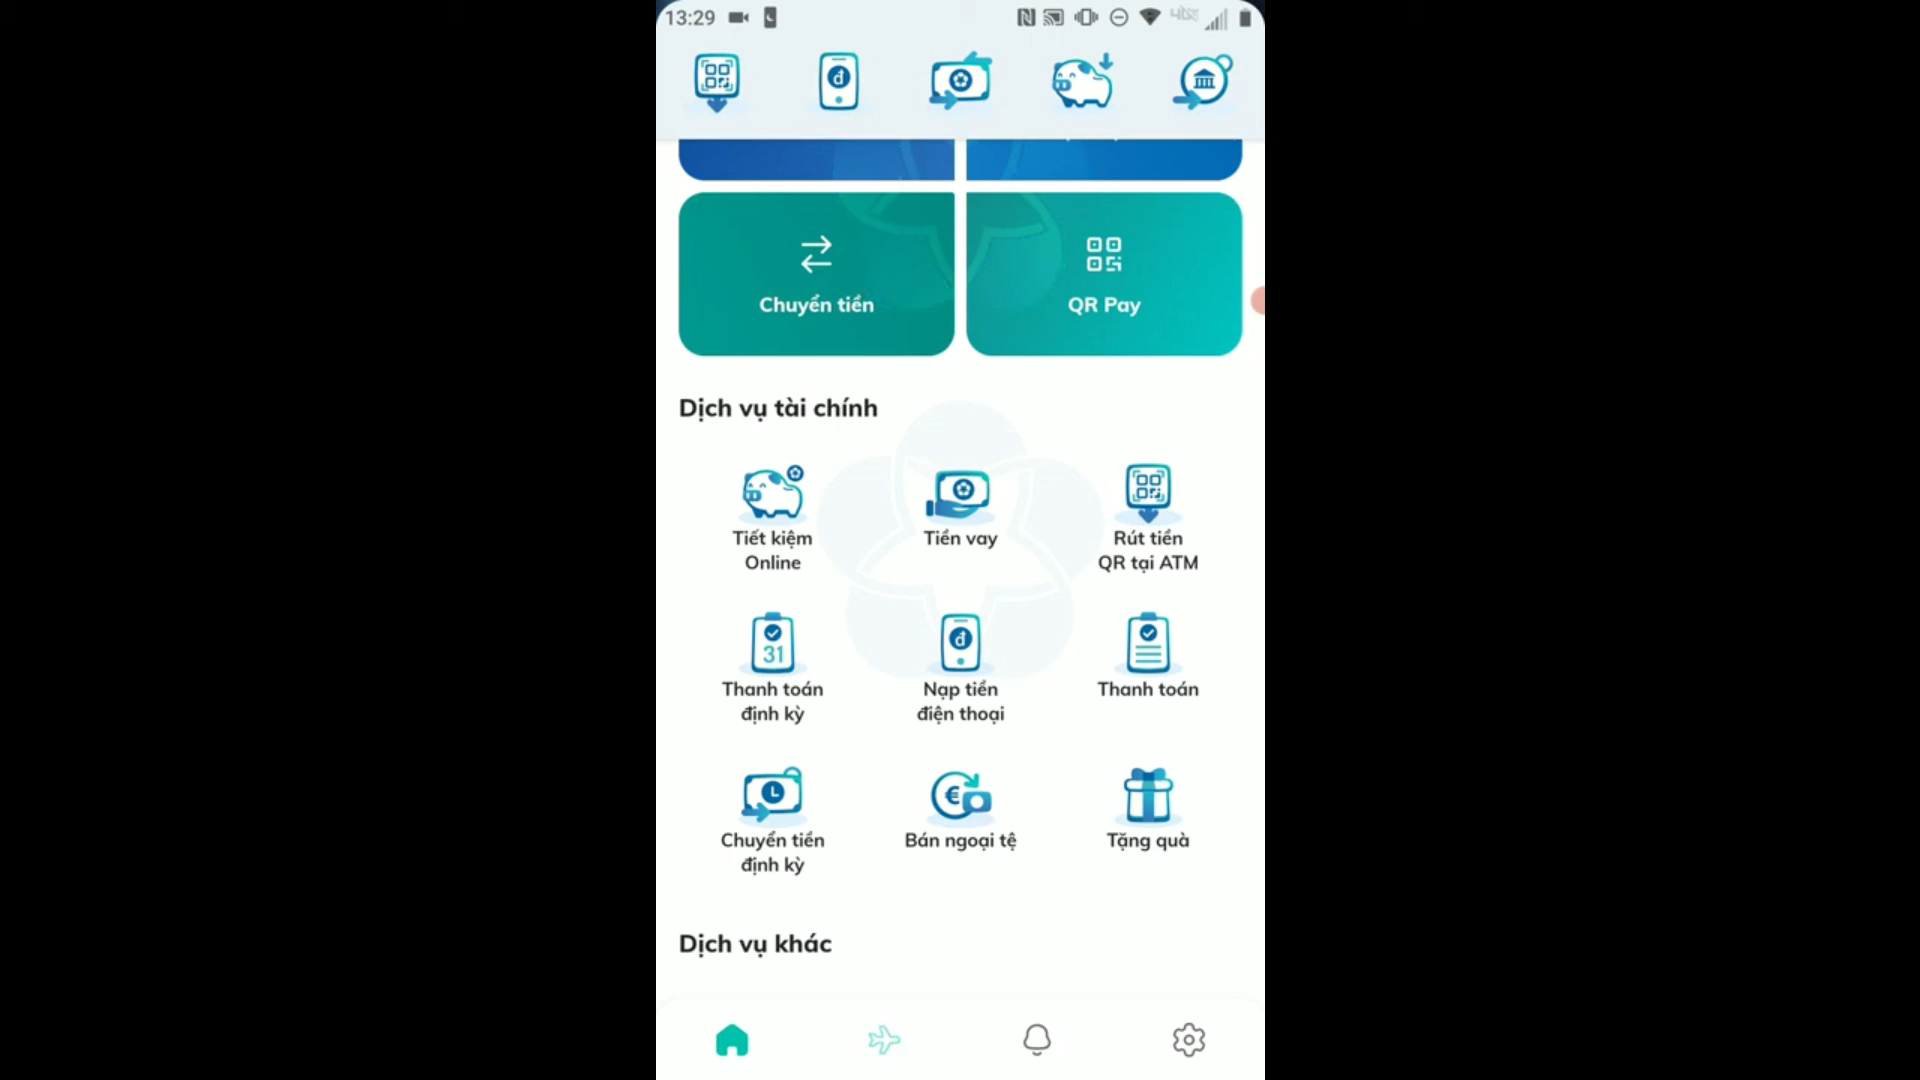 13:29
Chuyển tiền
QR Pay
Dịch vụ tài chính
Tiết kiệm
Online
Tiền vay
Rút tiền
QR tại ATM
31
Thanh toán
định kỳ
đ
Nạp tiền
điện thoại
Thanh toán
Chuyển tiền
định kỳ
€
Bán ngoại tệ
Tặng quà
Dịch vụ khác